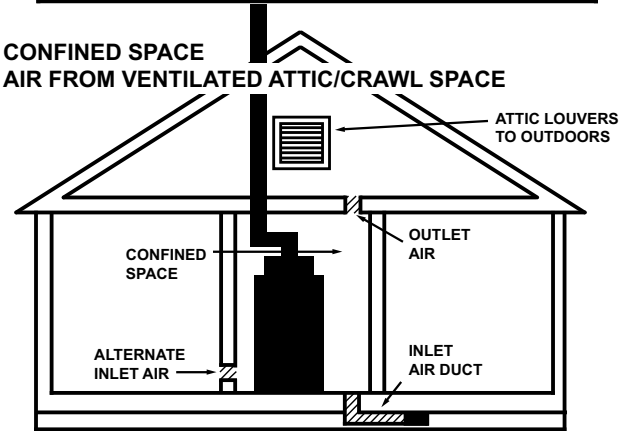 CONFINED SPACE
AIR FROM VENTILATED ATTIC/CRAWL SPACE
ATTIC LOUVERS
TO OUTDOORS
OUTLET
AIR
CONFINED
SPACE
ALTERNATE
INLET AIR
INLET
AIR DUCT